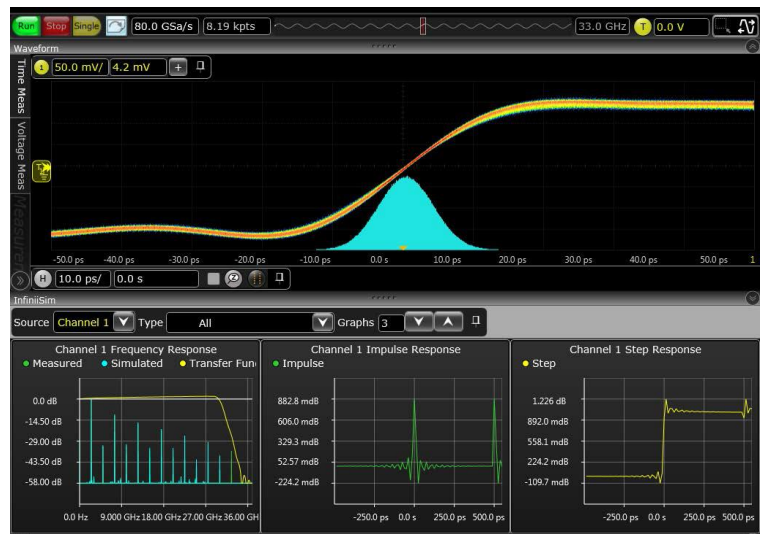 Run Stop Single 80.0 GSa/s 8.19 kpts 33.0 GHz T 0.0 V
Waveform
Time Meas
Voltage Meas
1 50.0 mV/ 4.2 mV +
-50.0 ps -40.0 ps -30.0 ps -20.0 ps -10.0 ps 0.0 s 10.0 ps 20.0 ps 30.0 ps 40.0 ps 50.0 ps 1
H 10.0 ps/ 0.0 s
InfiniiSim
Source Channel 1 Type All Graphs 3
Channel 1 Frequency Response
Measured Simulated Transfer Fun
0.0 dB
-14.50 dB
-29.00 dB
-43.50 dB
-58.00 dB
0.0 Hz 9.000 GHz 18.00 GHz 27.00 GHz 36.00 GH
Channel 1 Impulse Response
Impulse
882.8 mdB
606.0 mdB
329.3 mdB
52.57 mdB
-224.2 mdB
-250.0 ps 0.0 s 250.0 ps 500.0 ps
Channel 1 Step Response
Step
1.226 dB
892.0 mdB
558.1 mdB
224.2 mdB
-109.7 mdB
-250.0 ps 0.0 s 250.0 ps 500.0 ps